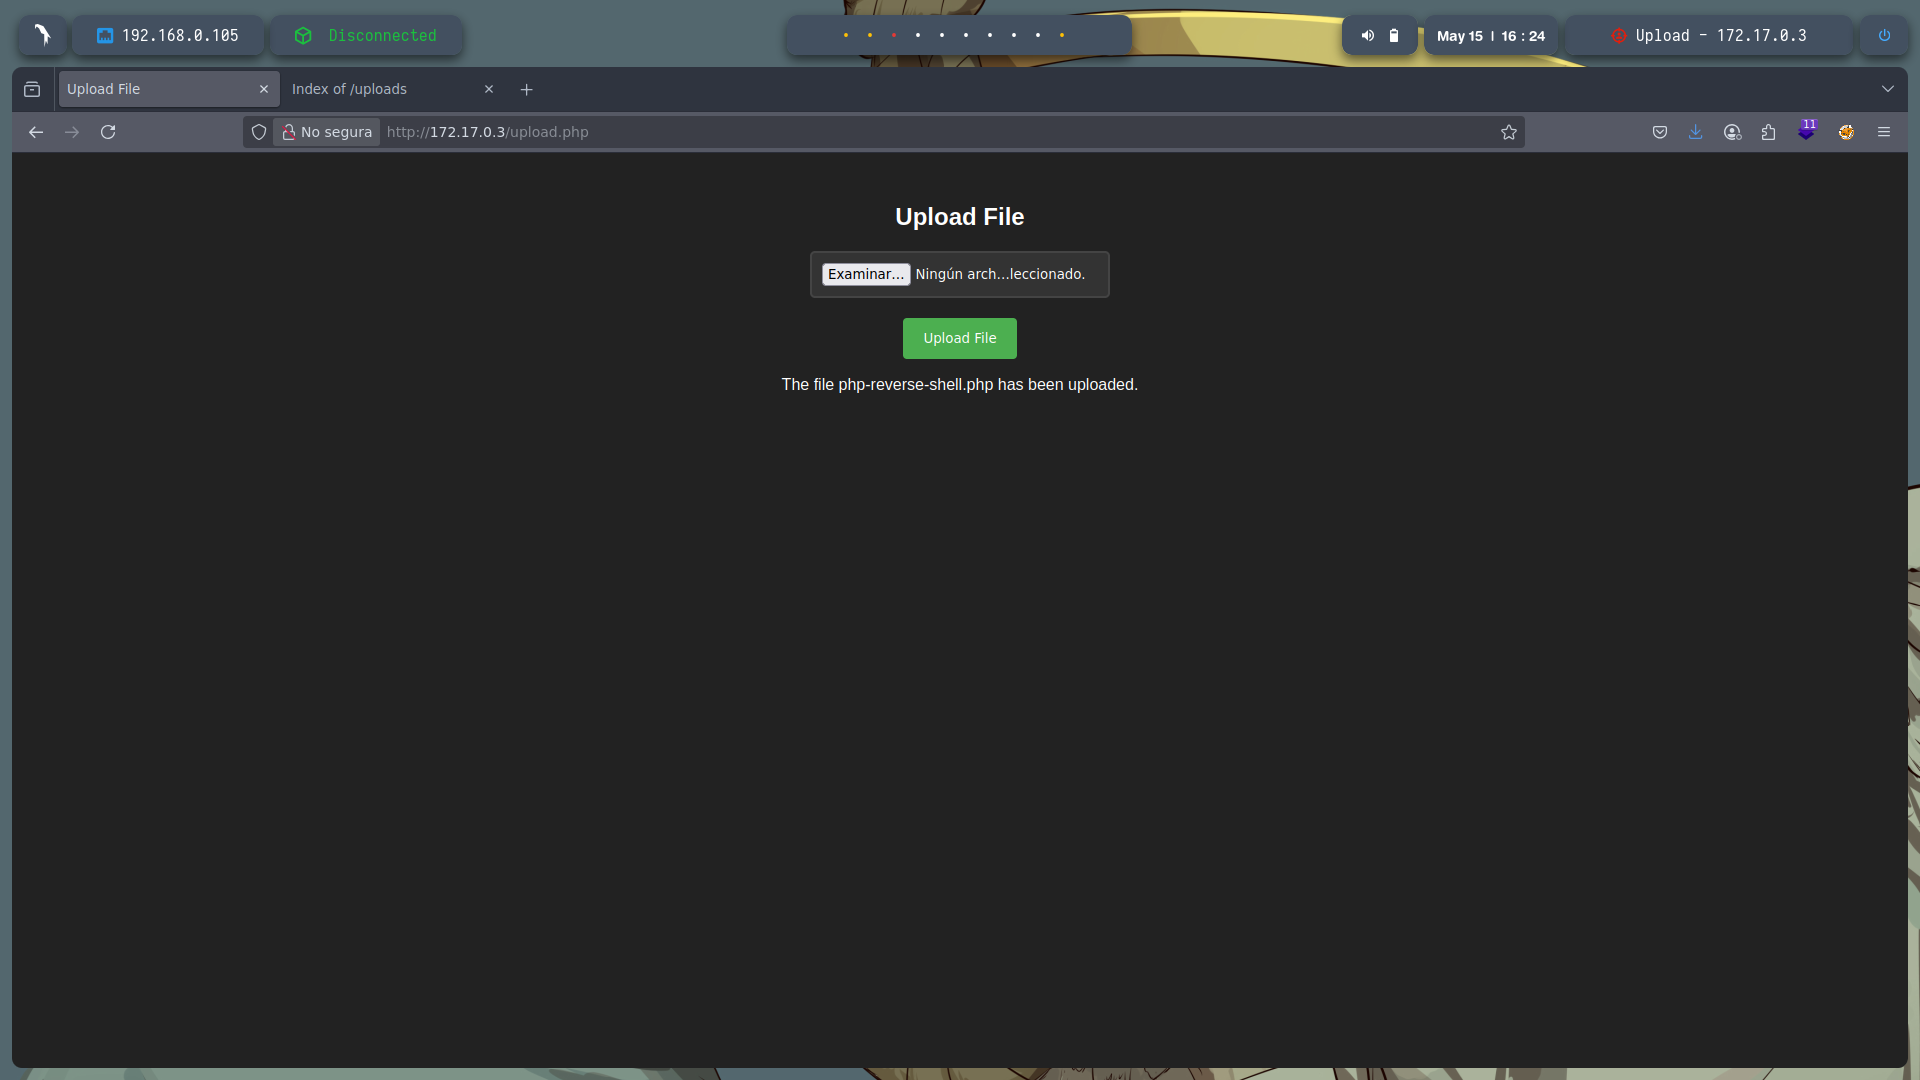 192.168.0.105
Disconnected
May 15 | 16 : 24
Upload - 172.17.0.3
Upload File
Index of /uploads
No segura
http://172.17.0.3/upload.php
11
Upload File
Examinar... Ningún arch...leccionado.
Upload File
The file php-reverse-shell.php has been uploaded.